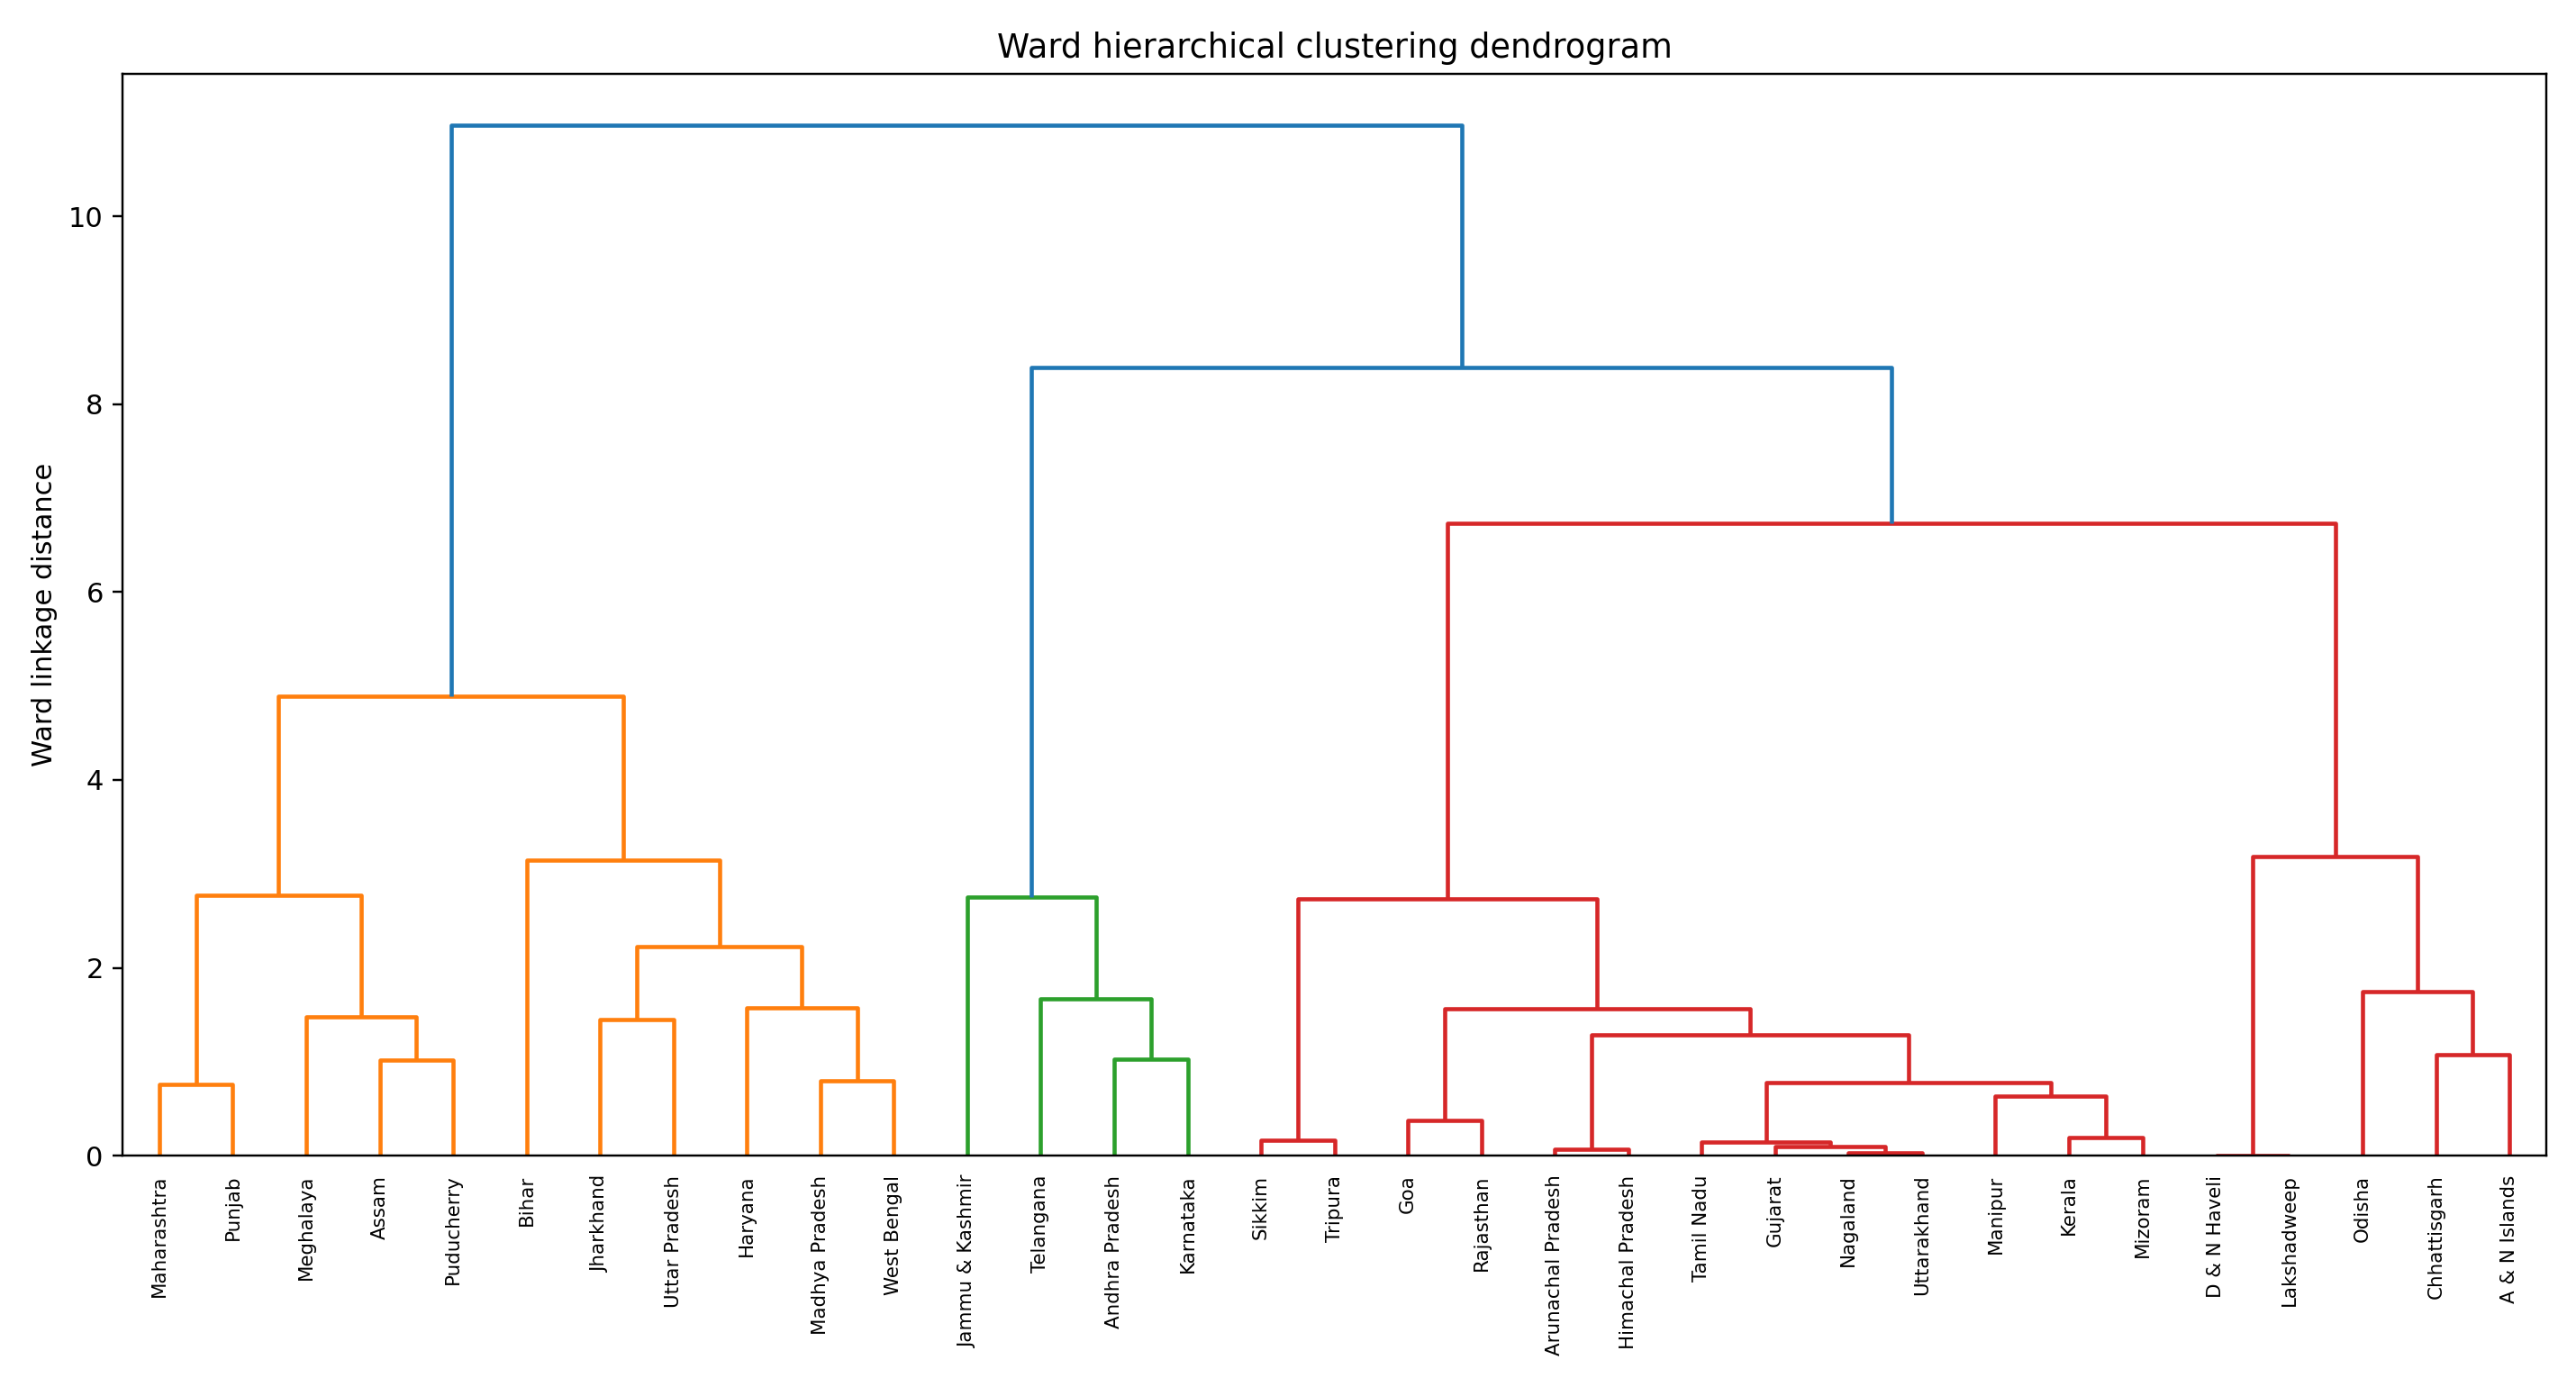 Ward hierarchical clustering dendrogram
Ward linkage distance
10
8
6
4
2
0
Maharashtra
Punjab
Meghalaya
Assam
Puducherry
Bihar
Jharkhand
Uttar Pradesh
Haryana
Madhya Pradesh
West Bengal
Jammu & Kashmir
Telangana
Andhra Pradesh
Karnataka
Sikkim
Tripura
Goa
Rajasthan
Arunachal Pradesh
Himachal Pradesh
Tamil Nadu
Gujarat
Nagaland
Uttarakhand
Manipur
Kerala
Mizoram
D & N Haveli
Lakshadweep
Odisha
Chhattisgarh
A & N Islands